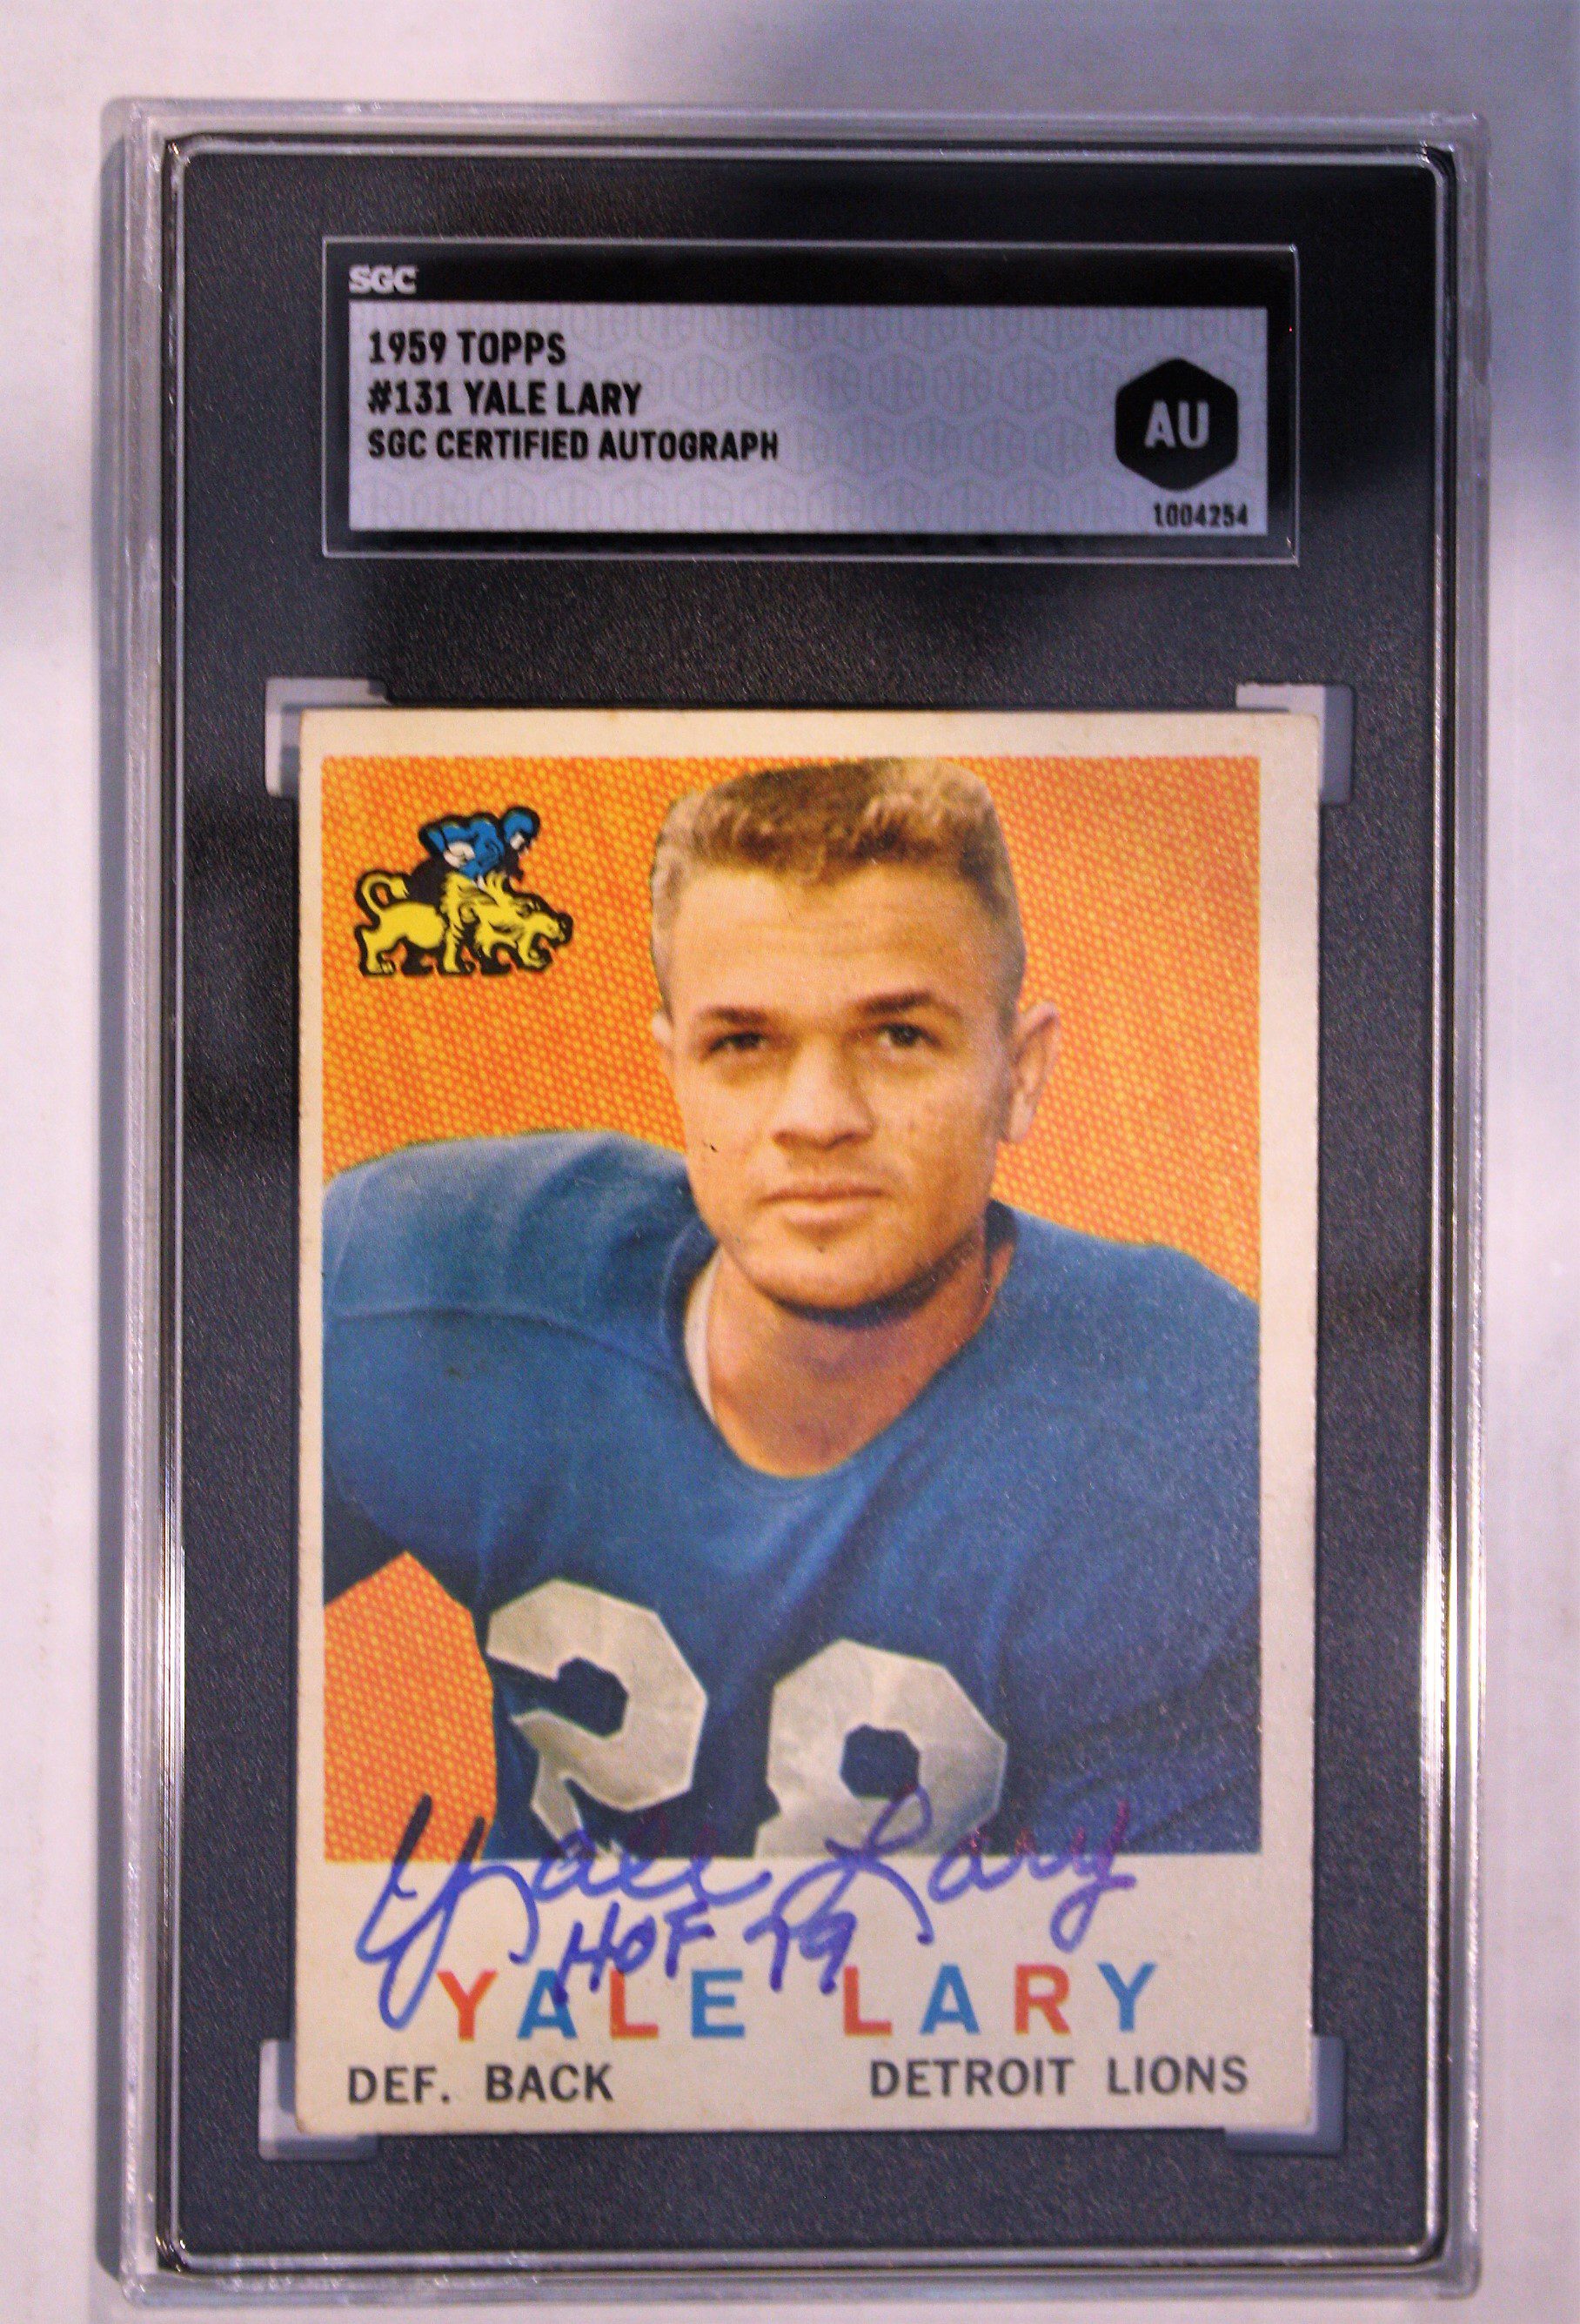 SGC
1959 TOPPS
#131 YALE LARY
SGC CERTIFIED AUTOGRAPH
AU
1004254
28
Yale Lary
HOF 79
YALE LARY
DEF. BACK DETROIT LIONS